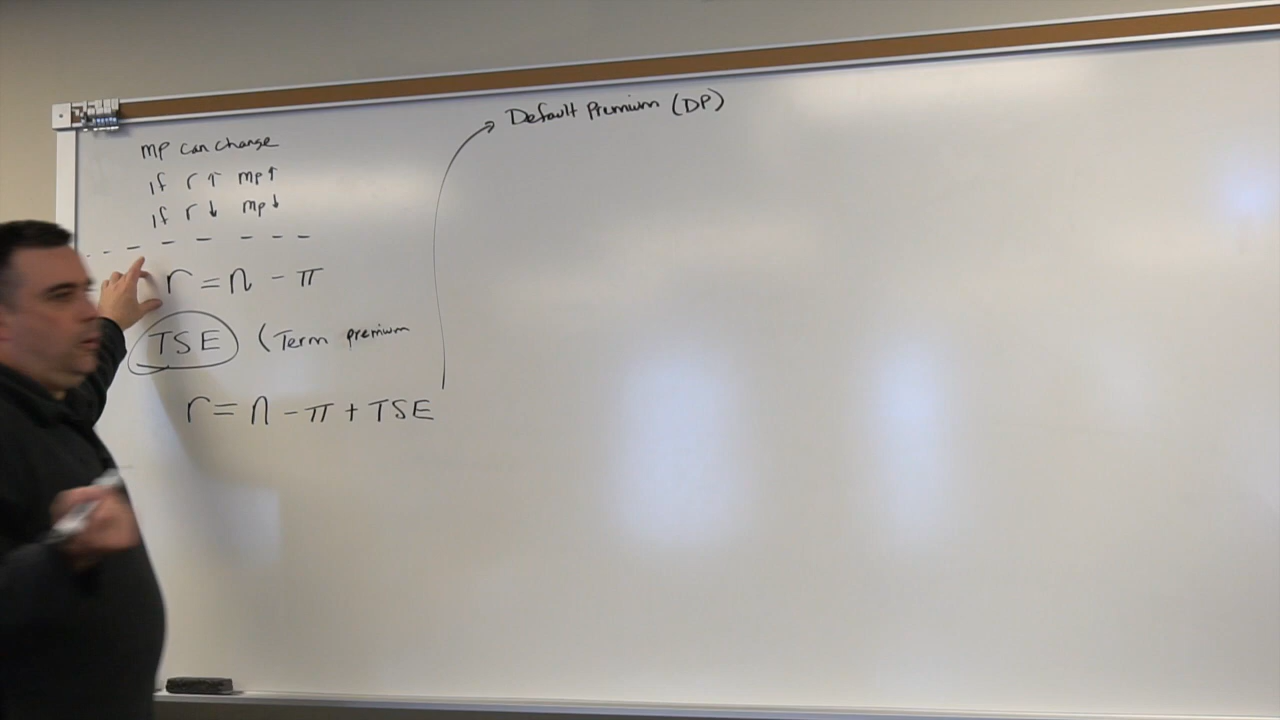 MP can change
If r ↑ mp↑
If r ↓ mp↓
r = n - π
TSE (Term premium
r = n - π + TSE
Default Premium (DP)